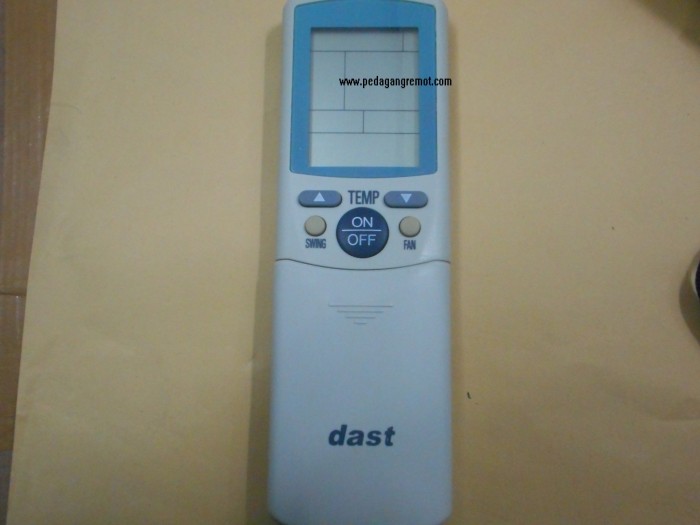 www.pedagangremot.com
TEMP
ON
OFF
SWING
FAN
dast